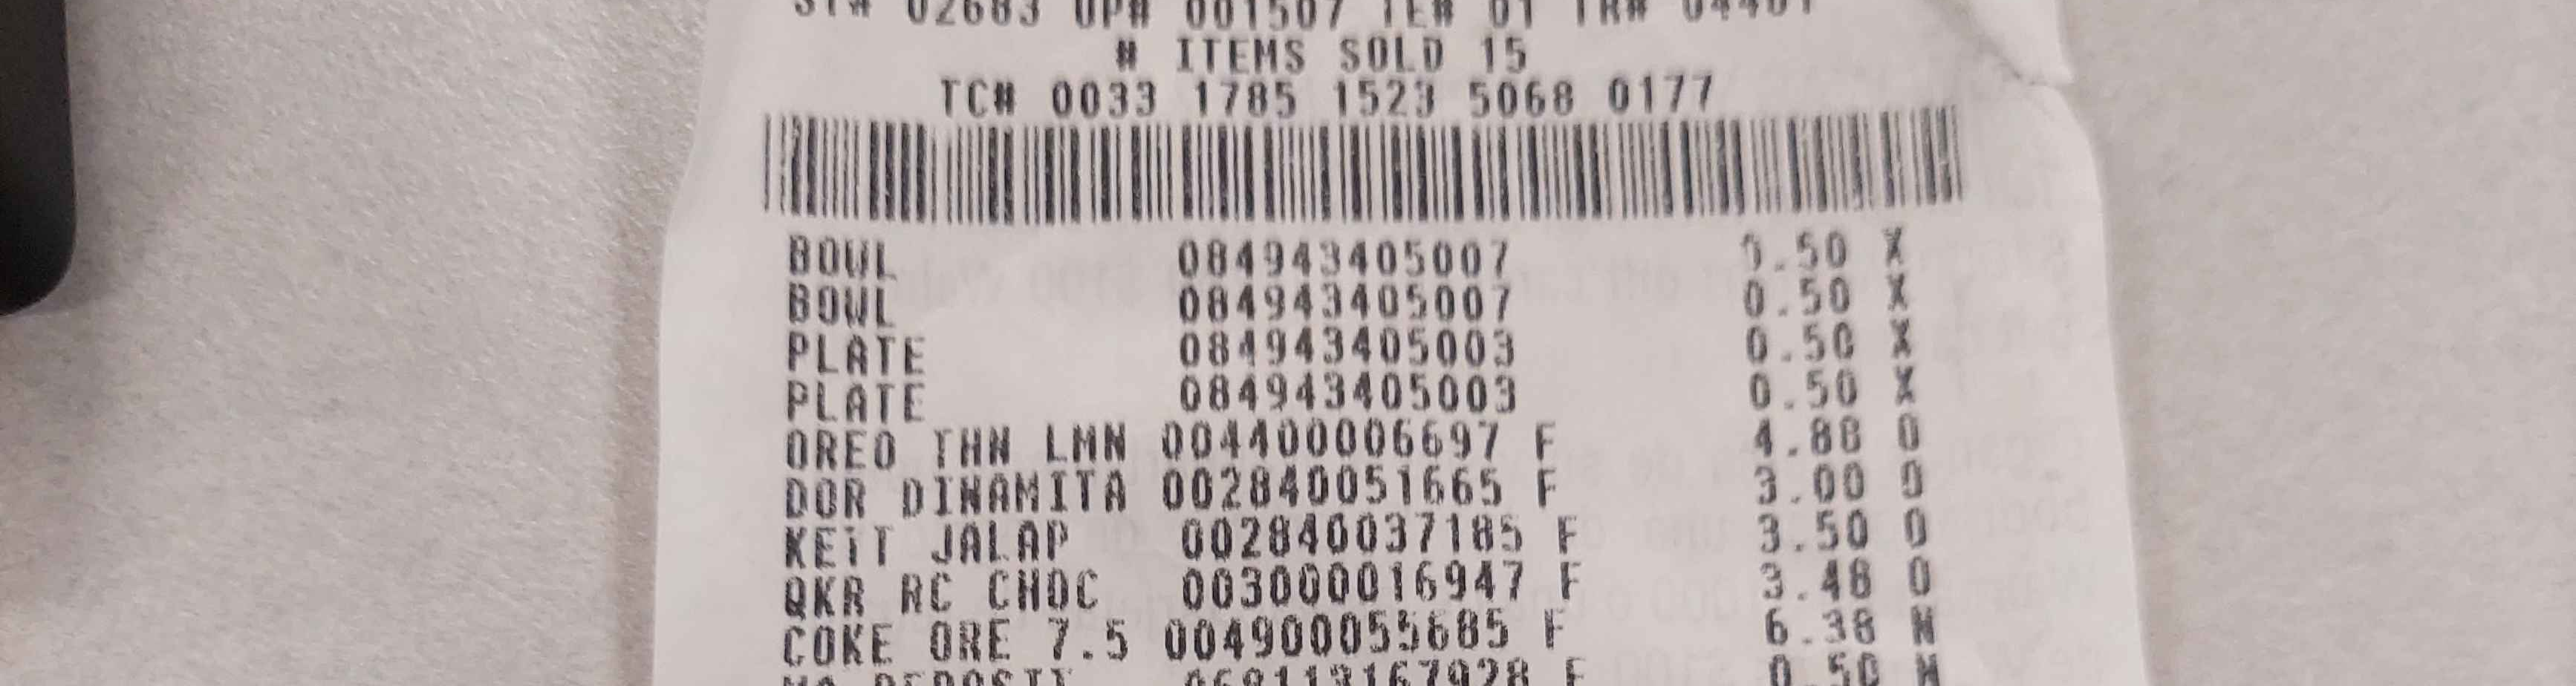 ST# 02683 OP# 001507 TE# 01 TR# 04401
# ITEMS SOLD 15
TC# 0033 1785 1523 5068 0177
BOWL 084943405007 0.50 X
BOWL 084943405007 0.50 X
PLATE 084943405003 0.50 X
PLATE 084943405003 0.50 X
OREO THN LMN 004400006697 F 4.88 O
DOR DINAMITA 002840051665 F 3.00 O
KETT JALAP 002840037185 F 3.50 O
QKR RC CHOC 003000016947 F 3.48 O
COKE ORE 7.5 004900055685 F 6.38 N
MA DEPOSIT 068113167928 F 0.50 N